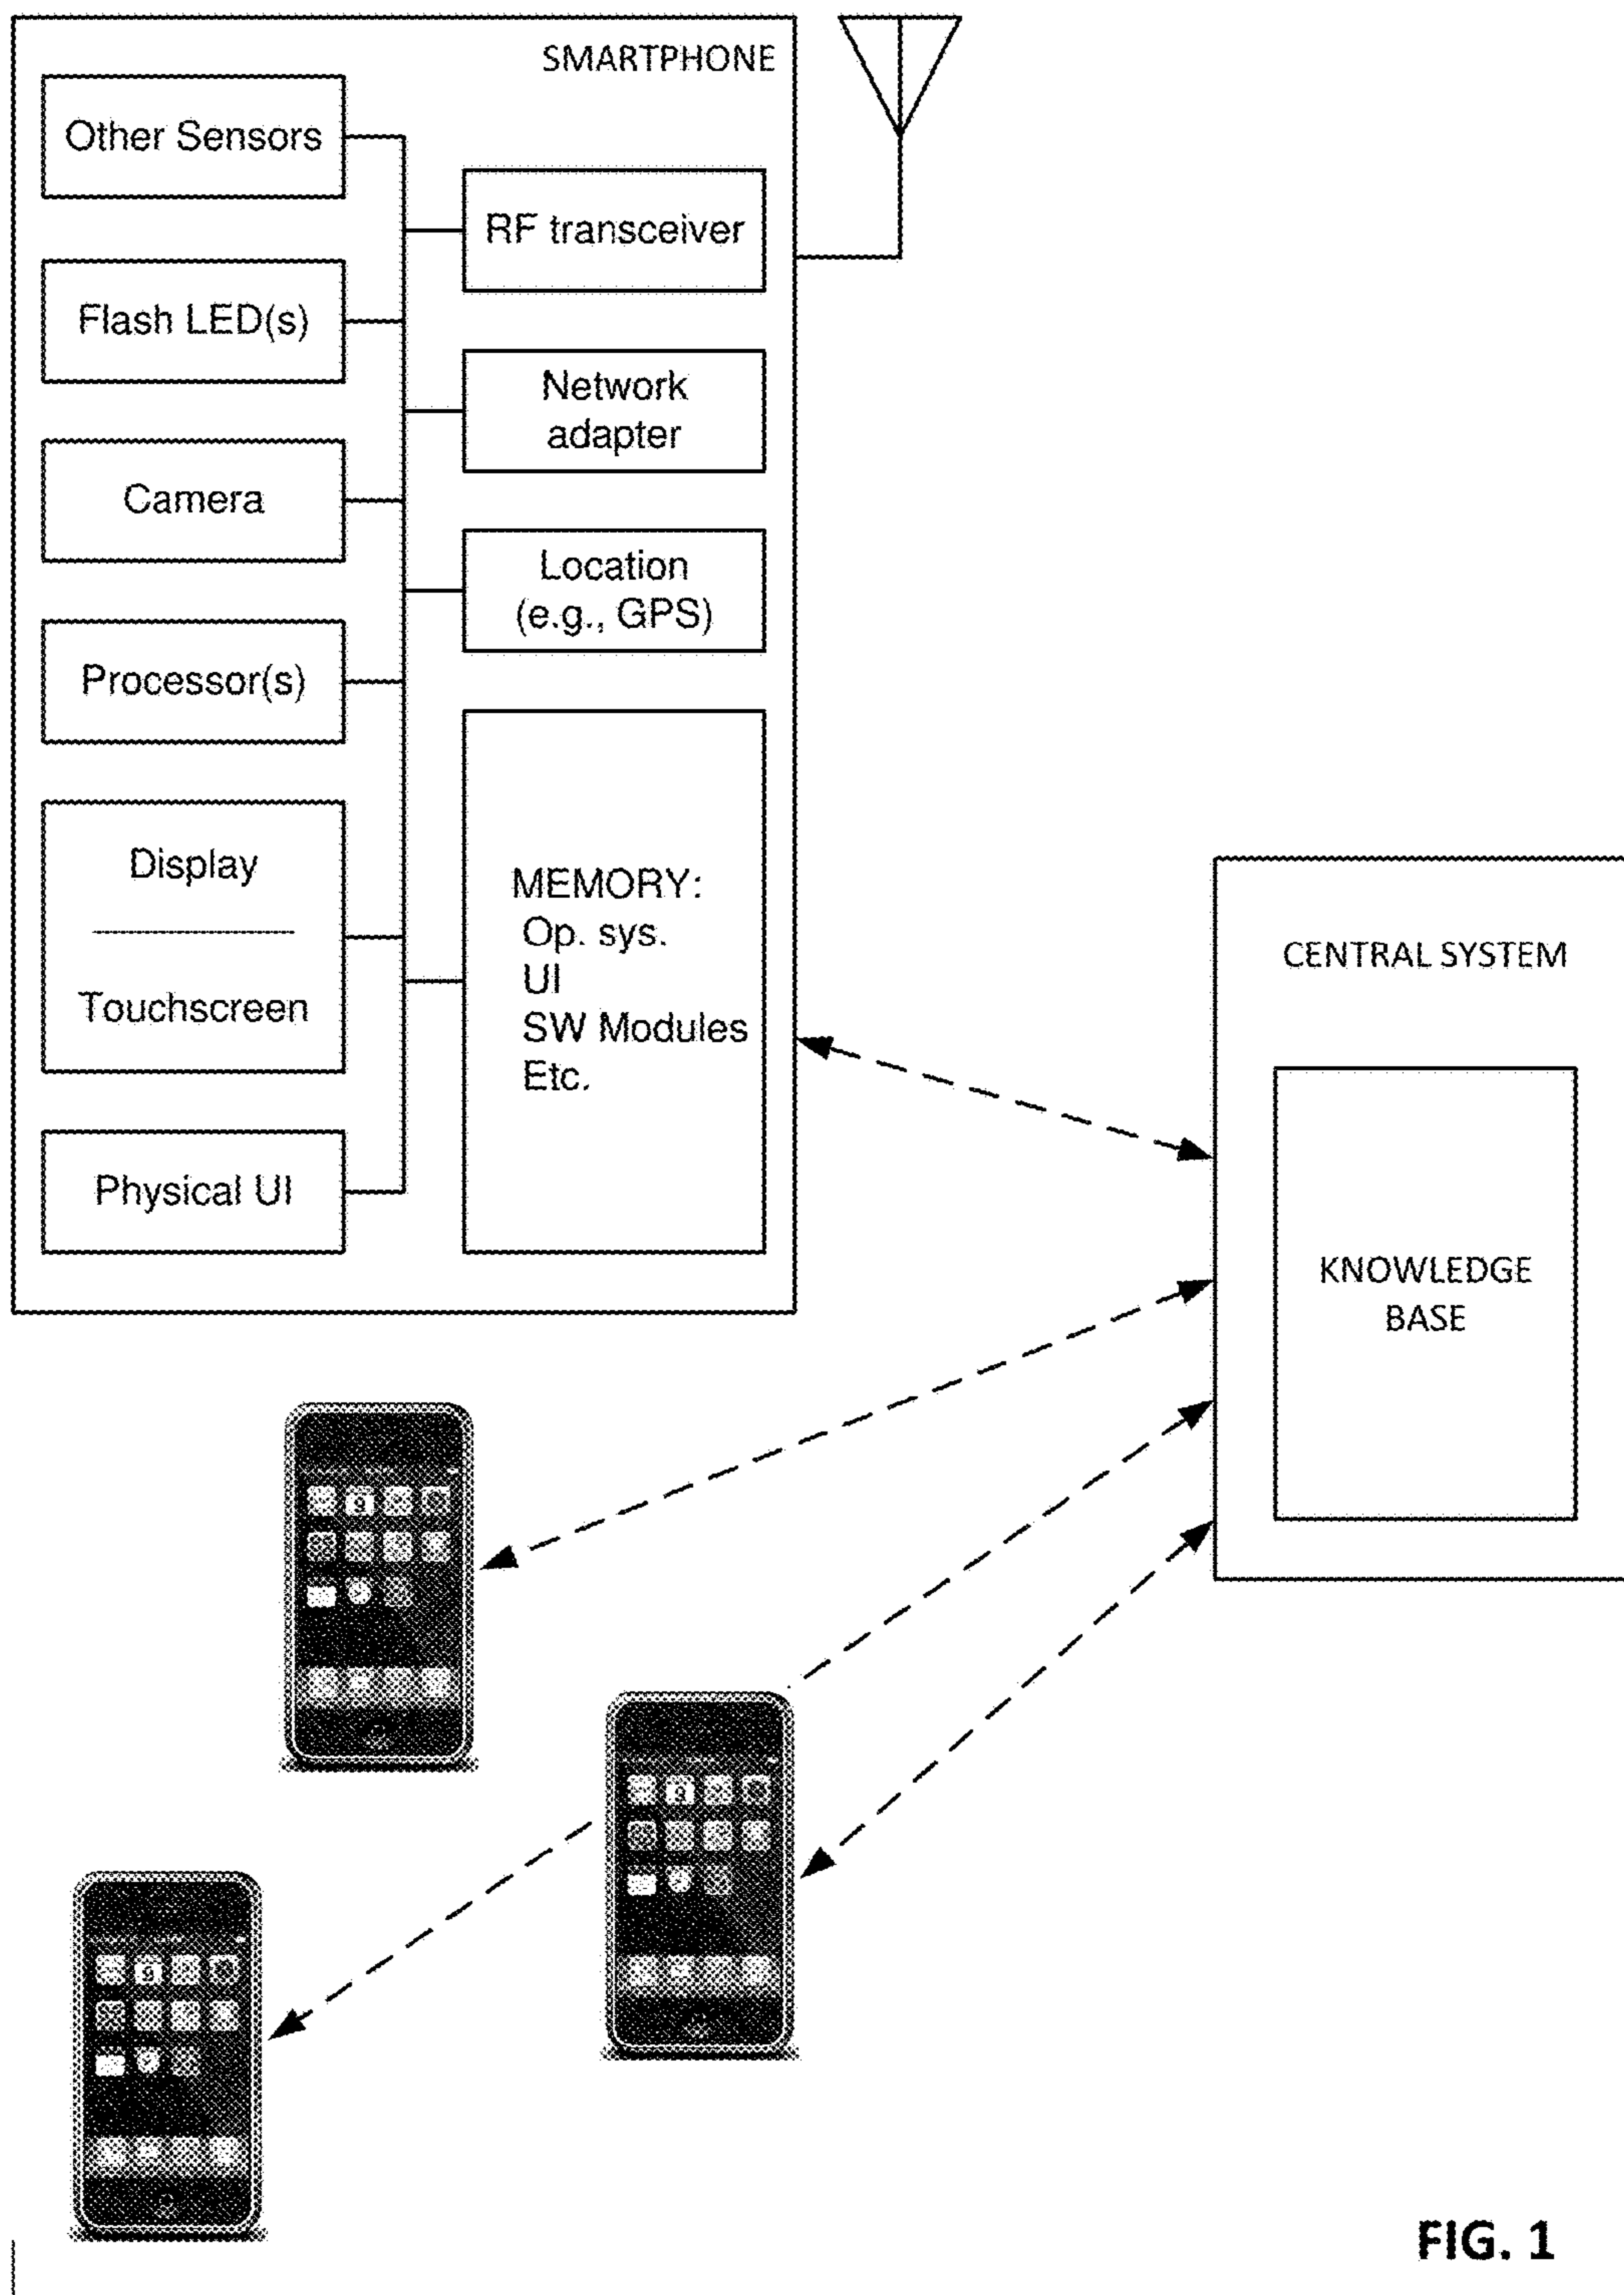 SMARTPHONE
Other Sensors
RF transceiver
Flash LED(s)
Network
adapter
Camera
Location
(e.g., GPS)
Processor(s)
Display
Touchscreen
MEMORY:
Op. sys.
UI
SW Modules
Etc.
Physical UI
CENTRAL SYSTEM
KNOWLEDGE
BASE
FIG. 1